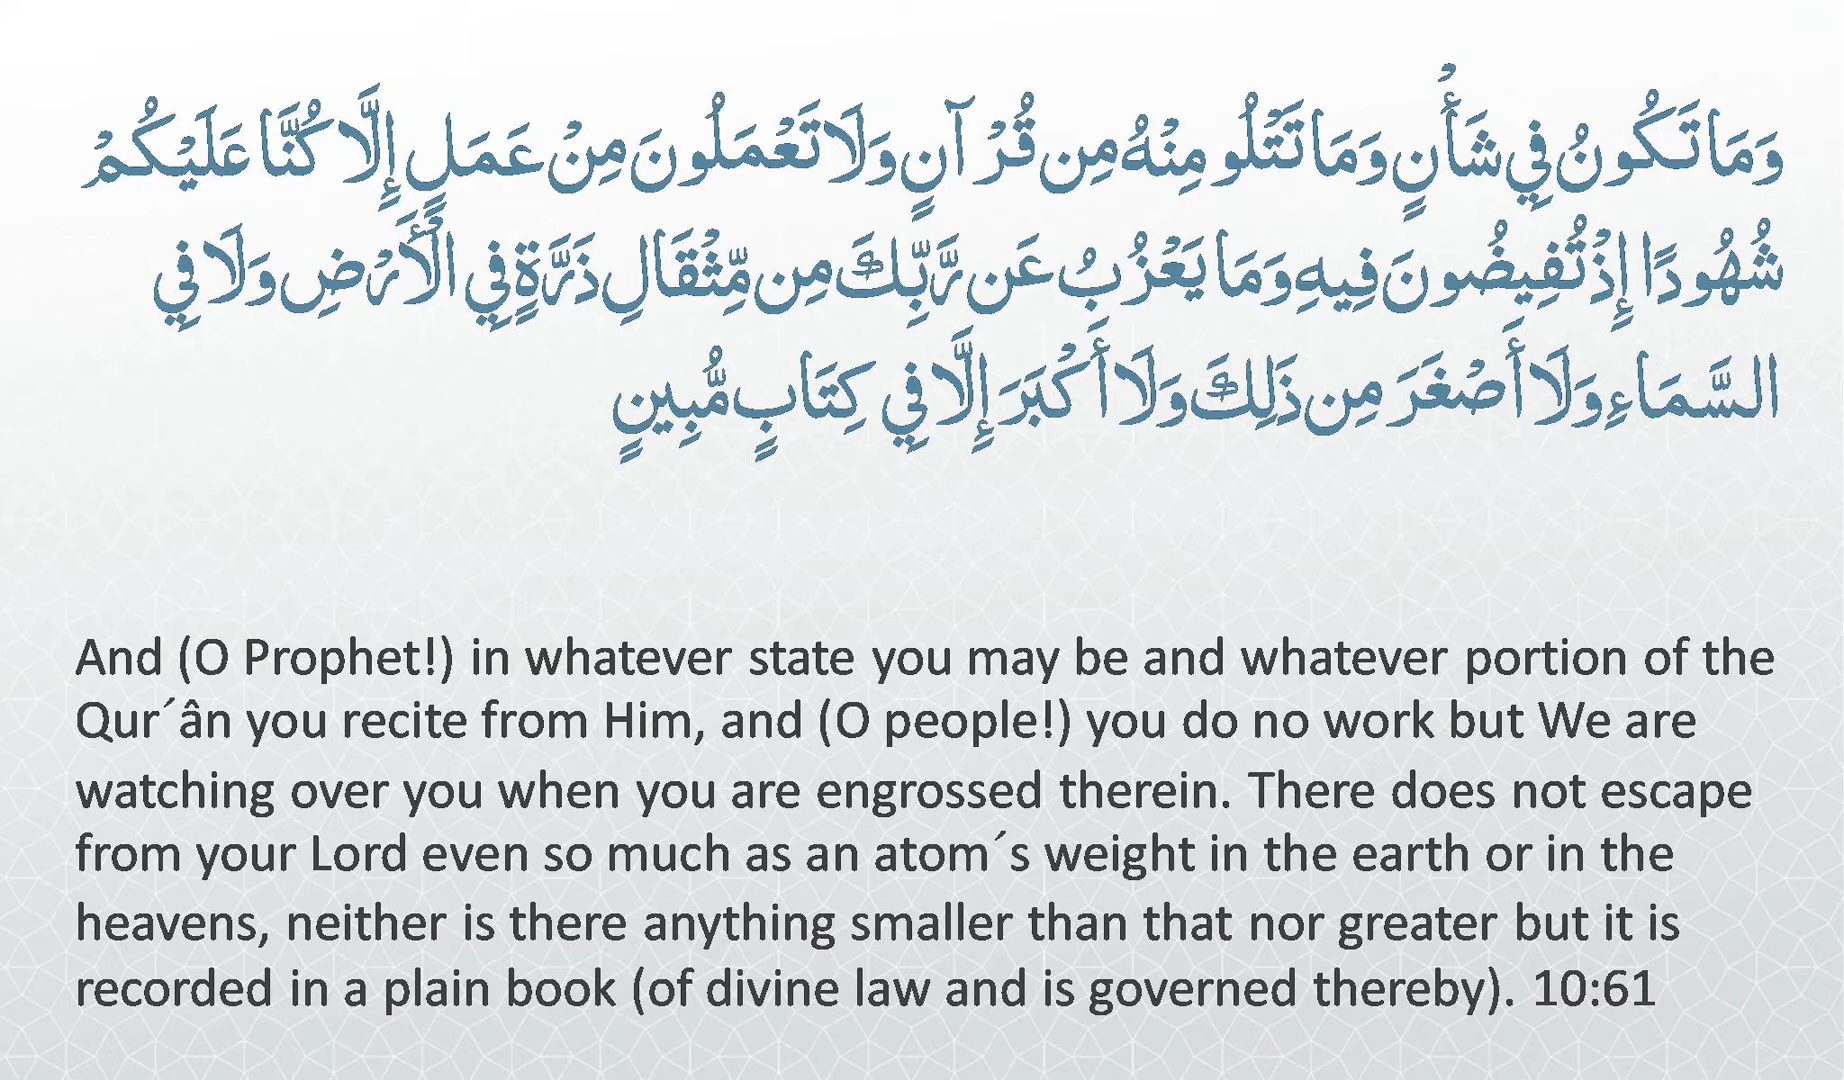 وَمَا تَكُونُ فِي شَأْنٍ وَمَا تَتْلُو مِنْهُ مِن قُرْآنٍ وَلَا تَعْمَلُونَ مِنْ عَمَلٍ إِلَّا كُنَّا عَلَيْكُمْ
شُهُودًا إِذْ تُفِيضُونَ فِيهِ وَمَا يَعْزُبُ عَن رَّبِّكَ مِن مِّثْقَالِ ذَرَّةٍ فِي الْأَرْضِ وَلَا فِي
السَّمَاءِ وَلَا أَصْغَرَ مِن ذَلِكَ وَلَا أَكْبَرَ إِلَّا فِي كِتَابٍ مُّبِينٍ
And (O Prophet!) in whatever state you may be and whatever portion of the
Qur´ân you recite from Him, and (O people!) you do no work but We are
watching over you when you are engrossed therein. There does not escape
from your Lord even so much as an atom´s weight in the earth or in the
heavens, neither is there anything smaller than that nor greater but it is
recorded in a plain book (of divine law and is governed thereby). 10:61